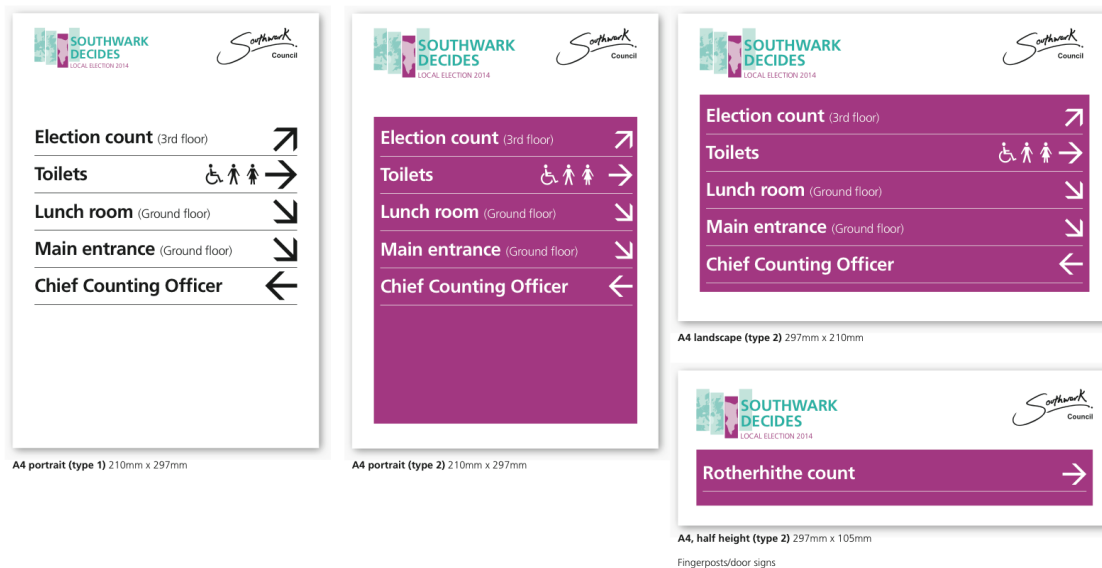 SOUTHWARK
DECIDES
LOCAL ELECTION 2014
Southwark
Council
Election count (3rd floor)
Toilets
Lunch room (Ground floor)
Main entrance (Ground floor)
Chief Counting Officer
A4 portrait (type 1) 210mm x 297mm
SOUTHWARK
DECIDES
LOCAL ELECTION 2014
Southwark
Council
Election count (3rd floor)
Toilets
Lunch room (Ground floor)
Main entrance (Ground floor)
Chief Counting Officer
A4 portrait (type 2) 210mm x 297mm
SOUTHWARK
DECIDES
LOCAL ELECTION 2014
Southwark
Council
Election count (3rd floor)
Toilets
Lunch room (Ground floor)
Main entrance (Ground floor)
Chief Counting Officer
A4 landscape (type 2) 297mm x 210mm
SOUTHWARK
DECIDES
LOCAL ELECTION 2014
Southwark
Council
Rotherhithe count
A4, half height (type 2) 297mm x 105mm
Fingerposts/door signs